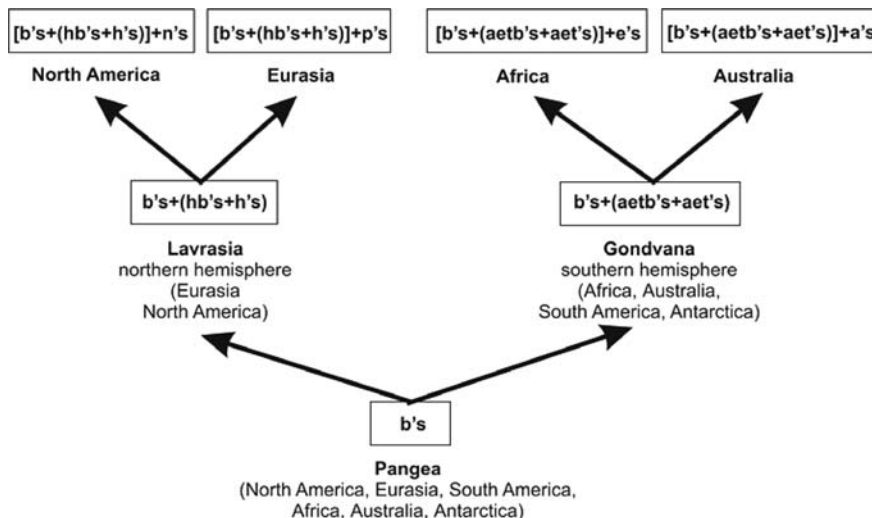 [b's+(hb's+h's)]+n's
[b's+(hb's+h's)]+p's
[b's+(aetb's+aet's)]+e's
[b's+(aetb's+aet's)]+a's
North America
Eurasia
Africa
Australia
b's+(hb's+h's)
b's+(aetb's+aet's)
Lavrasia
northern hemisphere
(Eurasia
North America)
Gondvana
southern hemisphere
(Africa, Australia,
South America, Antarctica)
b's
Pangea
(North America, Eurasia, South America,
Africa, Australia, Antarctica)